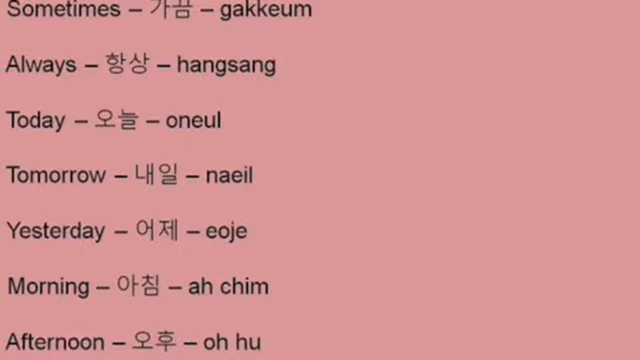 Sometimes – 가끔 – gakkeum
Always – 항상 – hangsang
Today – 오늘 – oneul
Tomorrow – 내일 – naeil
Yesterday – 어제 – eoje
Morning – 아침 – ah chim
Afternoon – 오후 – oh hu